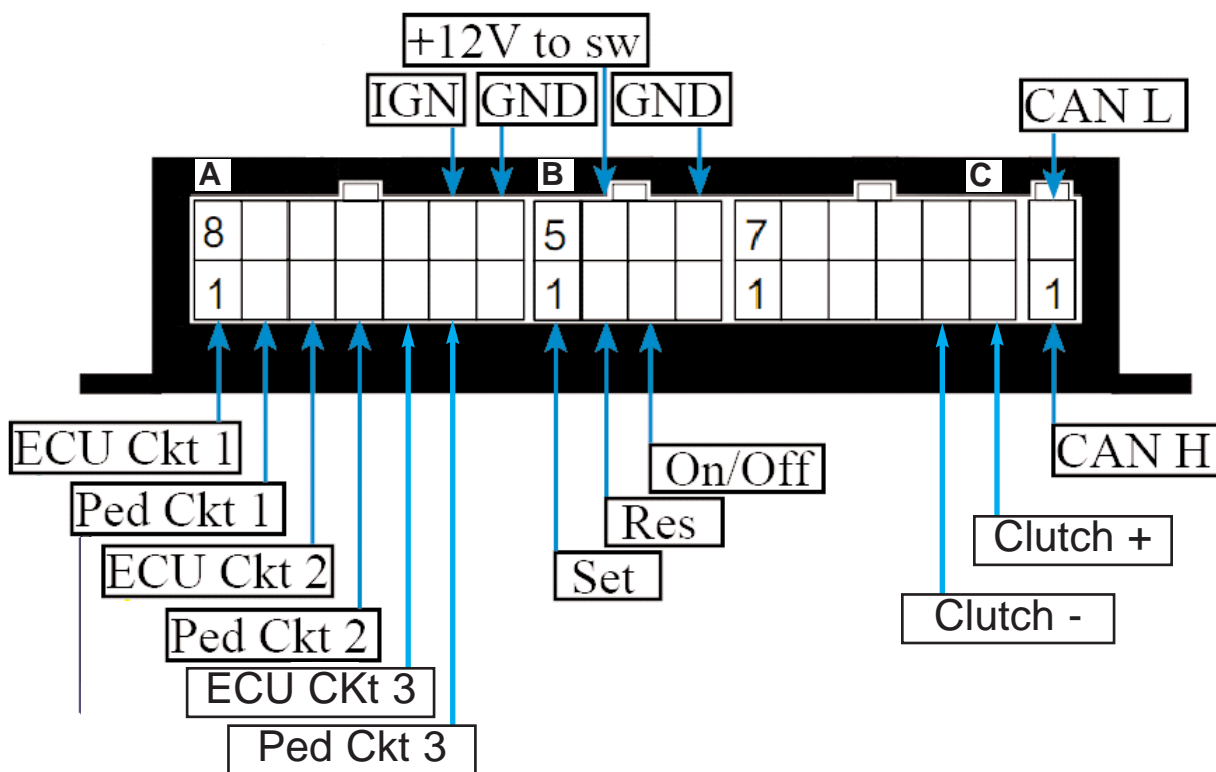 +12V to sw
IGN
GND
GND
CAN L
A
B
C
8
5
7
1
1
1
1
ECU Ckt 1
Ped Ckt 1
ECU Ckt 2
Ped Ckt 2
ECU CKt 3
Ped Ckt 3
On/Off
Res
Set
CAN H
Clutch +
Clutch -